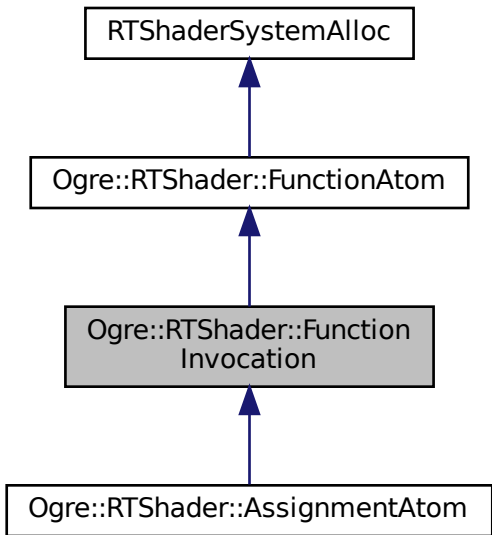 RTShaderSystemAlloc
Ogre::RTShader::FunctionAtom
Ogre::RTShader::Function
Invocation
Ogre::RTShader::AssignmentAtom